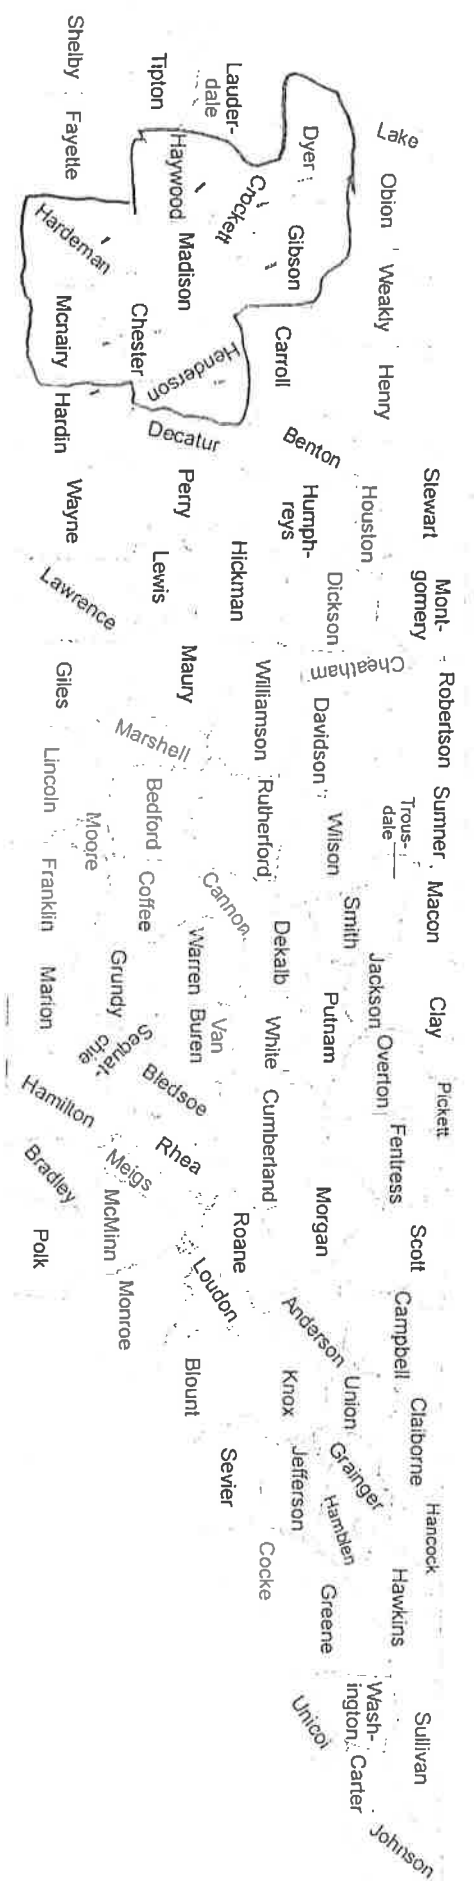 Lake
Obion
Weakly
Henry
Stewart
Mont-
gomery
Robertson
Sumner
Macon
Clay
Pickett
Scott
Campbell
Claiborne
Hancock
Hawkins
Sullivan
Johnson
Dyer
Gibson
Carroll
Benton
Houston
Humph-
reys
Dickson
Cheatham
Davidson
Wilson
Trous-
dale
Smith
Jackson
Overton
Fentress
Putnam
Morgan
Anderson
Union
Grainger
Hamblen
Jefferson
Greene
Wash-
ington
Carter
Unicoi
Lauder-
dale
Crockett
Haywood
Madison
Henderson
Decatur
Perry
Hickman
Williamson
Rutherford
Cannon
Dekalb
White
Cumberland
Roane
Loudon
Knox
Blount
Sevier
Cocke
Tipton
Chester
Lewis
Maury
Marshell
Bedford
Coffee
Warren
Van
Buren
Grundy
Sequat-
chie
Bledsoe
Rhea
Meigs
McMinn
Monroe
Shelby
Fayette
Hardeman
Mcnairy
Hardin
Wayne
Lawrence
Giles
Lincoln
Moore
Franklin
Marion
Hamilton
Bradley
Polk